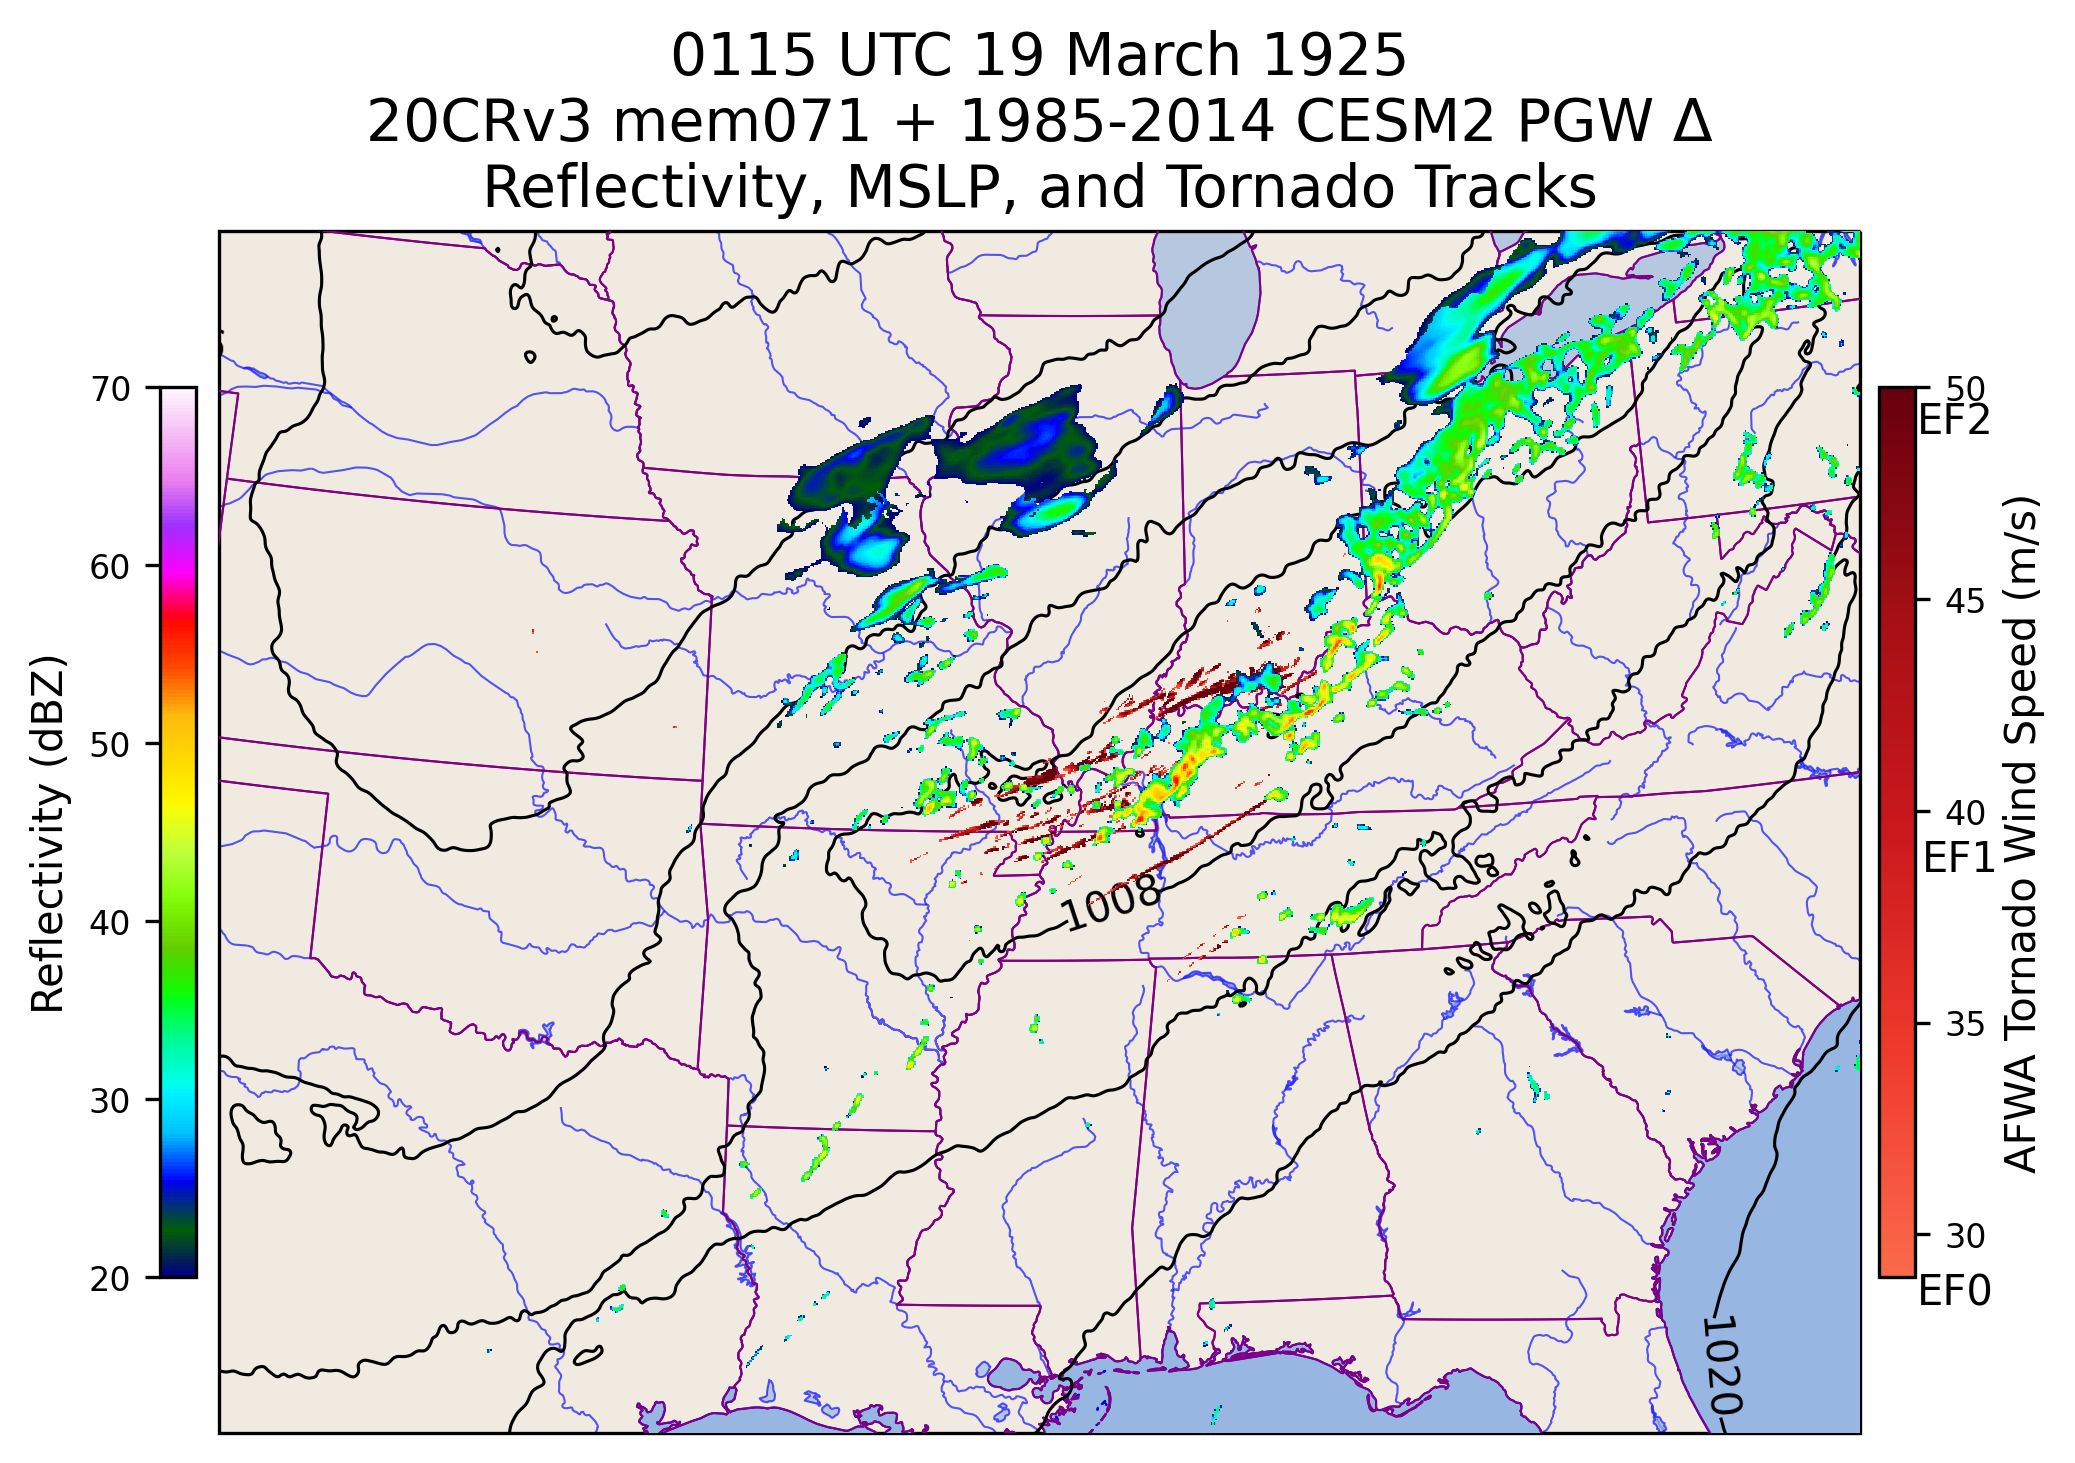 0115 UTC 19 March 1925
20CRv3 mem071 + 1985-2014 CESM2 PGW Δ
Reflectivity, MSLP, and Tornado Tracks
Reflectivity (dBZ)
70
60
50
40
30
20
1008
1020
50
EF2
45
40
EF1
35
30
EF0
AFWA Tornado Wind Speed (m/s)